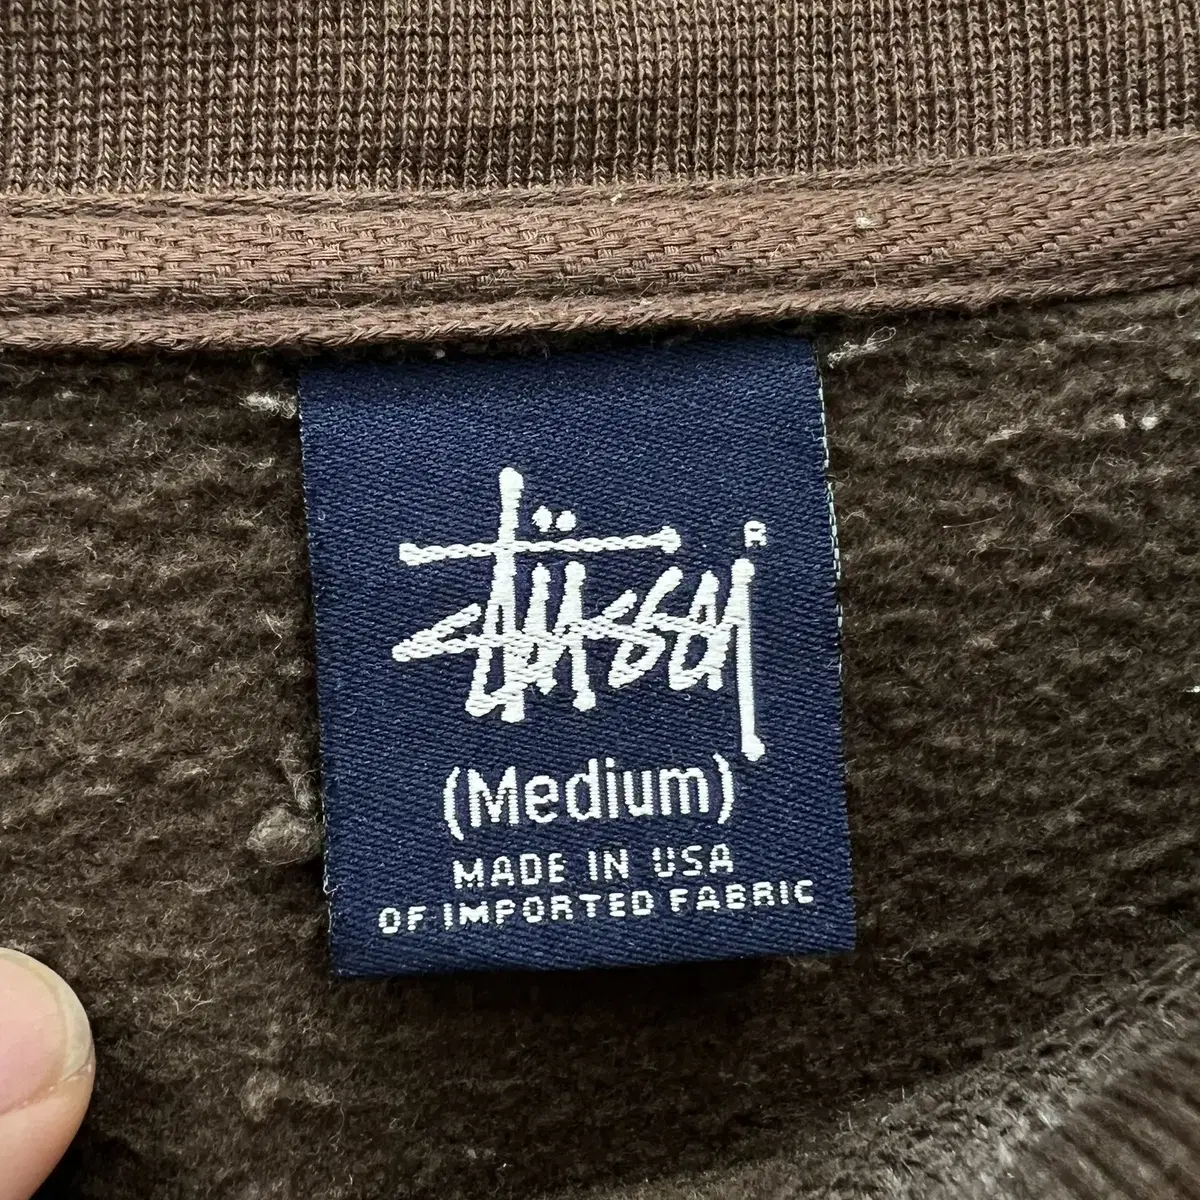 Stüssy ®
(Medium)
MADE IN USA
OF IMPORTED FABRIC